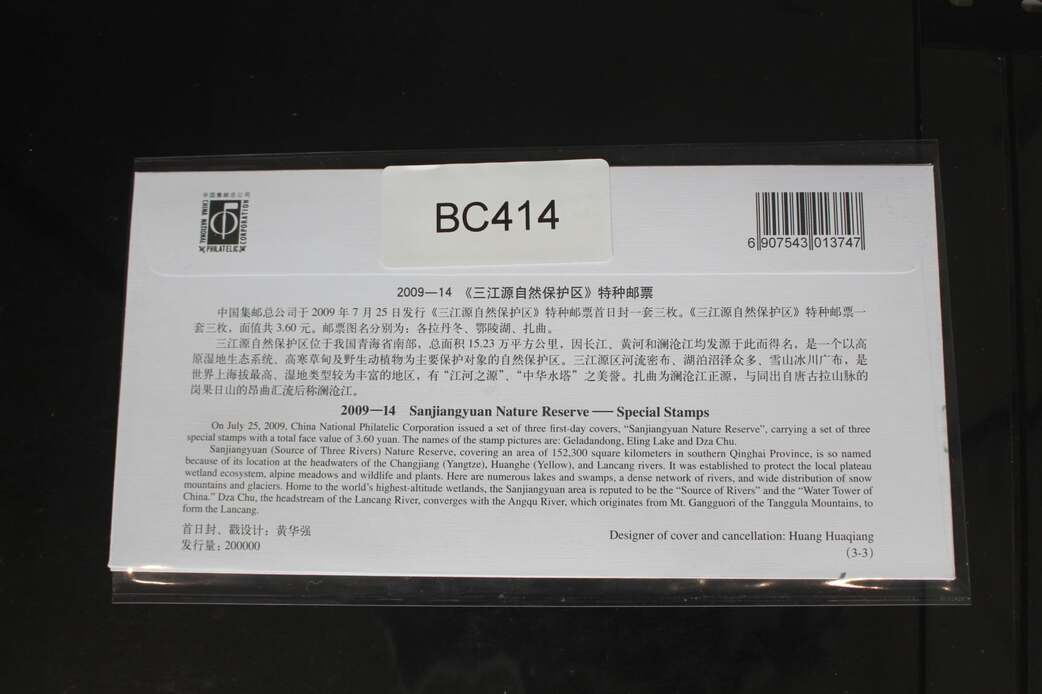 中国集邮总公司
CHINA NATIONAL
PHILATELIC
CORPORATION
BC414
6 907543 013747
2009—14 《三江源自然保护区》特种邮票
中国集邮总公司于 2009 年 7 月 25 日发行《三江源自然保护区》特种邮票首日封一套三枚。《三江源自然保护区》特种邮票一
套三枚，面值共 3.60 元。邮票图名分别为：各拉丹冬、鄂陵湖、扎曲。
三江源自然保护区位于我国青海省南部，总面积 15.23 万平方公里，因长江、黄河和澜沧江均发源于此而得名，是一个以高
原湿地生态系统、高寒草甸及野生动植物为主要保护对象的自然保护区。三江源区河流密布、湖泊沼泽众多、雪山冰川广布，是
世界上海拔最高、湿地类型较为丰富的地区，有“江河之源”、“中华水塔”之美誉。扎曲为澜沧江正源，与同出自唐古拉山脉的
岗果日山的昂曲汇流后称澜沧江。
2009—14 Sanjiangyuan Nature Reserve — Special Stamps
On July 25, 2009, China National Philatelic Corporation issued a set of three first-day covers, “Sanjiangyuan Nature Reserve”, carrying a set of three
special stamps with a total face value of 3.60 yuan. The names of the stamp pictures are: Geladandong, Eling Lake and Dza Chu.
Sanjiangyuan (Source of Three Rivers) Nature Reserve, covering an area of 152,300 square kilometers in southern Qinghai Province, is so named
because of its location at the headwaters of the Changjiang (Yangtze), Huanghe (Yellow), and Lancang rivers. It was established to protect the local plateau
wetland ecosystem, alpine meadows and wildlife and plants. Here are numerous lakes and swamps, a dense network of rivers, and wide distribution of snow
mountains and glaciers. Home to the world’s highest-altitude wetlands, the Sanjiangyuan area is reputed to be the “Source of Rivers” and the “Water Tower of
China.” Dza Chu, the headstream of the Lancang River, converges with the Angqu River, which originates from Mt. Gangguori of the Tanggula Mountains, to
form the Lancang.
首日封、戳设计：黄华强
发行量：200000
Designer of cover and cancellation: Huang Huaqiang
(3-3)